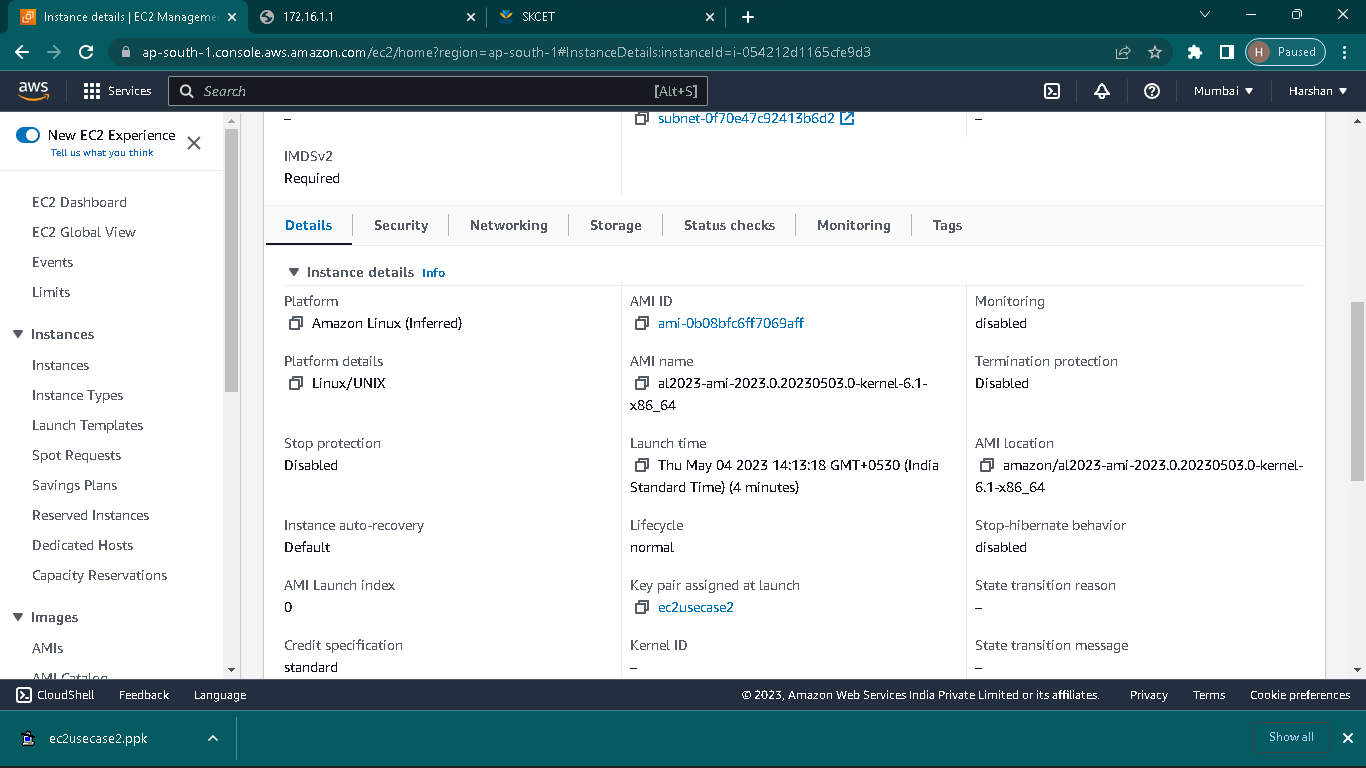 Instance details | EC2 Manageme
172.16.1.1
SKCET
ap-south-1.console.aws.amazon.com/ec2/home?region=ap-south-1#InstanceDetails:instanceId=i-054212d1165cfe9d3
H Paused
aws
Services
Search
[Alt+S]
Mumbai
Harshan
New EC2 Experience
Tell us what you think
EC2 Dashboard
EC2 Global View
Events
Limits
Instances
Instances
Instance Types
Launch Templates
Spot Requests
Savings Plans
Reserved Instances
Dedicated Hosts
Capacity Reservations
Images
AMIs
AMI Catalog
–
subnet-0f70e47c92413b6d2
–
IMDSv2
Required
Details
Security
Networking
Storage
Status checks
Monitoring
Tags
Instance details Info
Platform
Amazon Linux (Inferred)
AMI ID
ami-0b08bfc6ff7069aff
Monitoring
disabled
Platform details
Linux/UNIX
AMI name
al2023-ami-2023.0.20230503.0-kernel-6.1-
x86_64
Termination protection
Disabled
Stop protection
Disabled
Launch time
Thu May 04 2023 14:13:18 GMT+0530 (India
Standard Time) (4 minutes)
AMI location
amazon/al2023-ami-2023.0.20230503.0-kernel-
6.1-x86_64
Instance auto-recovery
Default
Lifecycle
normal
Stop-hibernate behavior
disabled
AMI Launch index
0
Key pair assigned at launch
ec2usecase2
State transition reason
–
Credit specification
standard
Kernel ID
–
State transition message
–
CloudShell
Feedback
Language
© 2023, Amazon Web Services India Private Limited or its affiliates.
Privacy
Terms
Cookie preferences
ec2usecase2.ppk
Show all